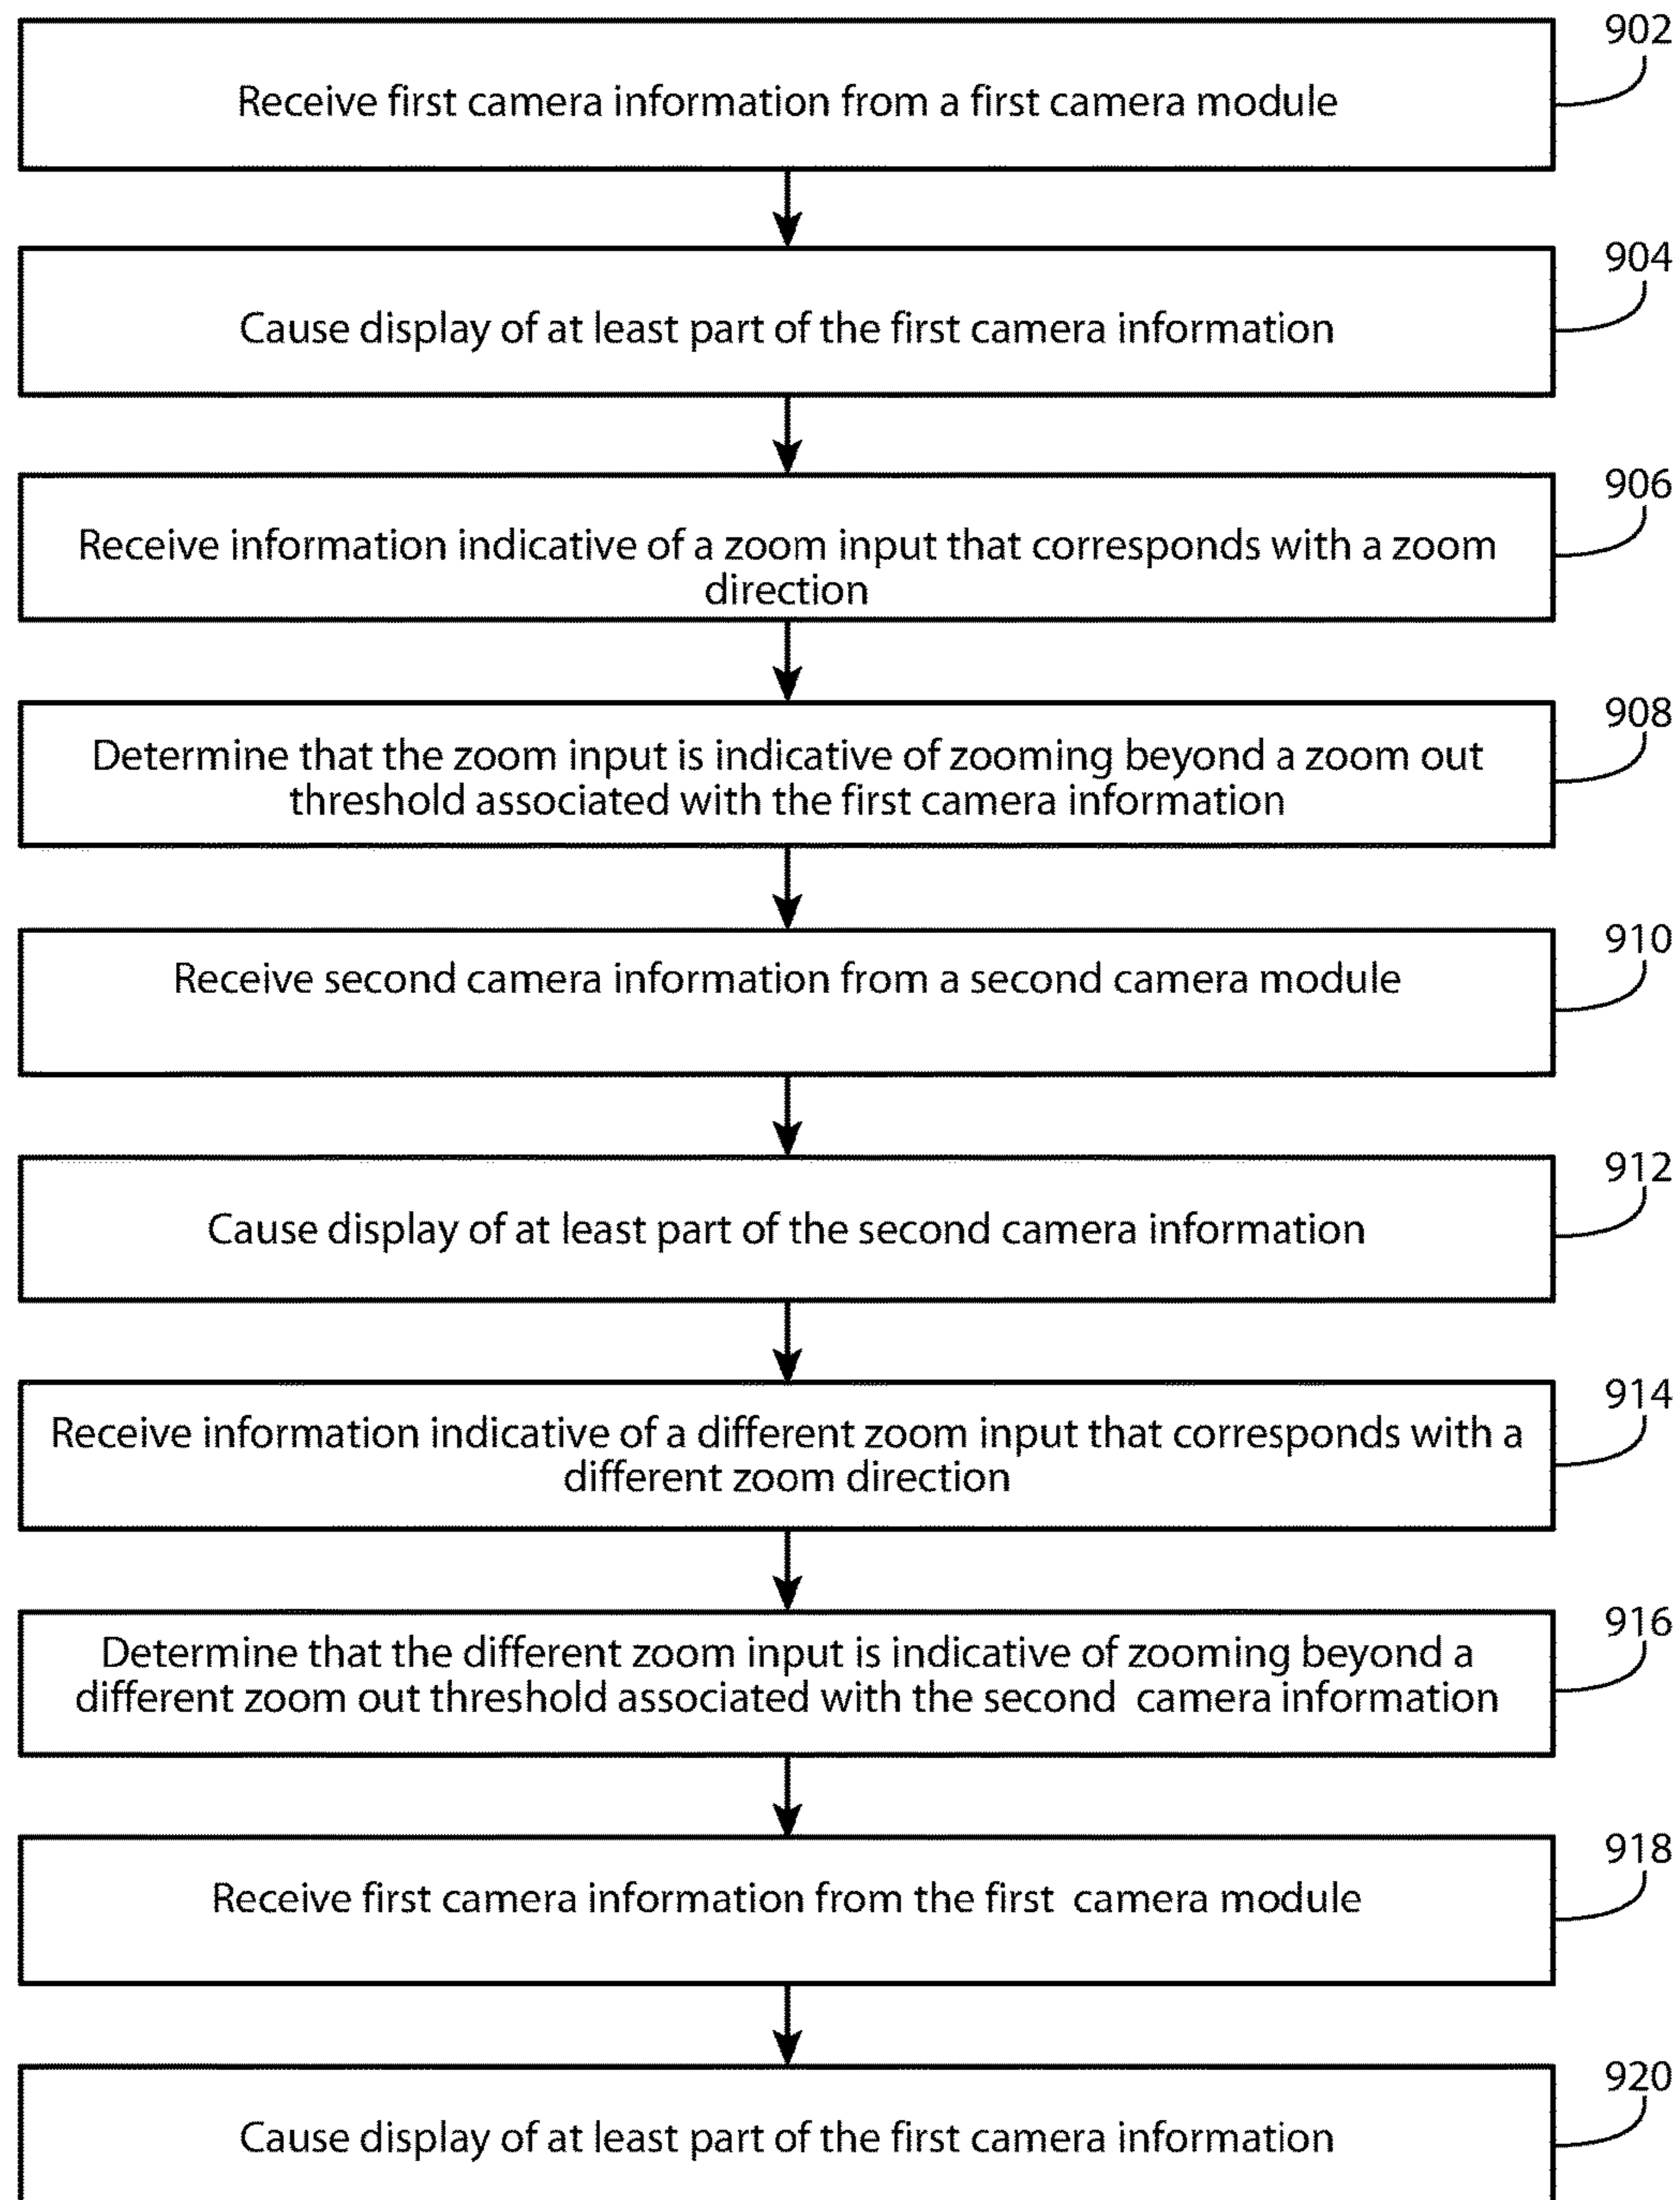 902
Receive first camera information from a first camera module
904
Cause display of at least part of the first camera information
906
Receive information indicative of a zoom input that corresponds with a zoom
direction
908
Determine that the zoom input is indicative of zooming beyond a zoom out
threshold associated with the first camera information
910
Receive second camera information from a second camera module
912
Cause display of at least part of the second camera information
914
Receive information indicative of a different zoom input that corresponds with a
different zoom direction
916
Determine that the different zoom input is indicative of zooming beyond a
different zoom out threshold associated with the second camera information
918
Receive first camera information from the first camera module
920
Cause display of at least part of the first camera information